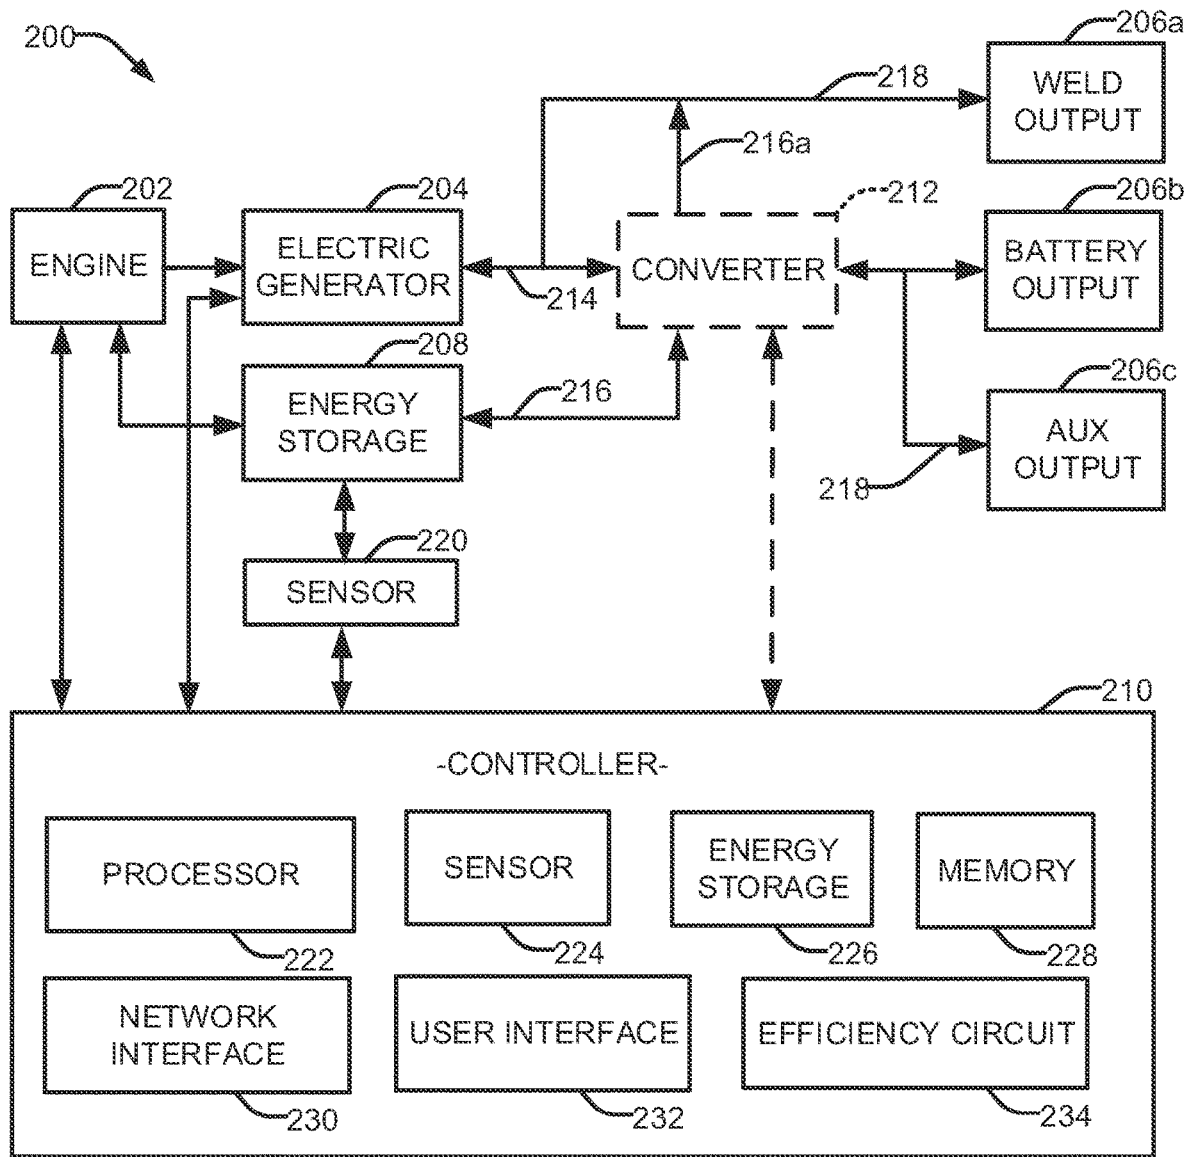 200
206a
WELD
OUTPUT
218
216a
202
ENGINE
204
ELECTRIC
GENERATOR
214
212
CONVERTER
206b
BATTERY
OUTPUT
208
ENERGY
STORAGE
216
206c
AUX
OUTPUT
218
220
SENSOR
210
-CONTROLLER-
PROCESSOR
222
SENSOR
224
ENERGY
STORAGE
226
MEMORY
228
NETWORK
INTERFACE
230
USER INTERFACE
232
EFFICIENCY CIRCUIT
234